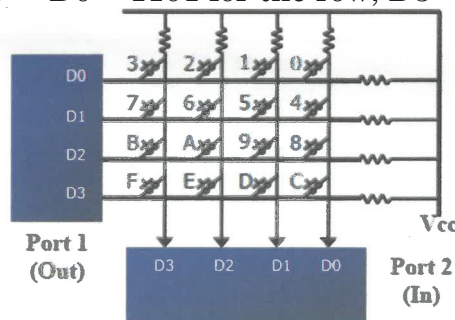 D0 3 2 1 0
D1 7 6 5 4
D2 B A 9 8
D3 F E D C
Vcc
Port 1
(Out)
D3 D2 D1 D0
Port 2
(In)